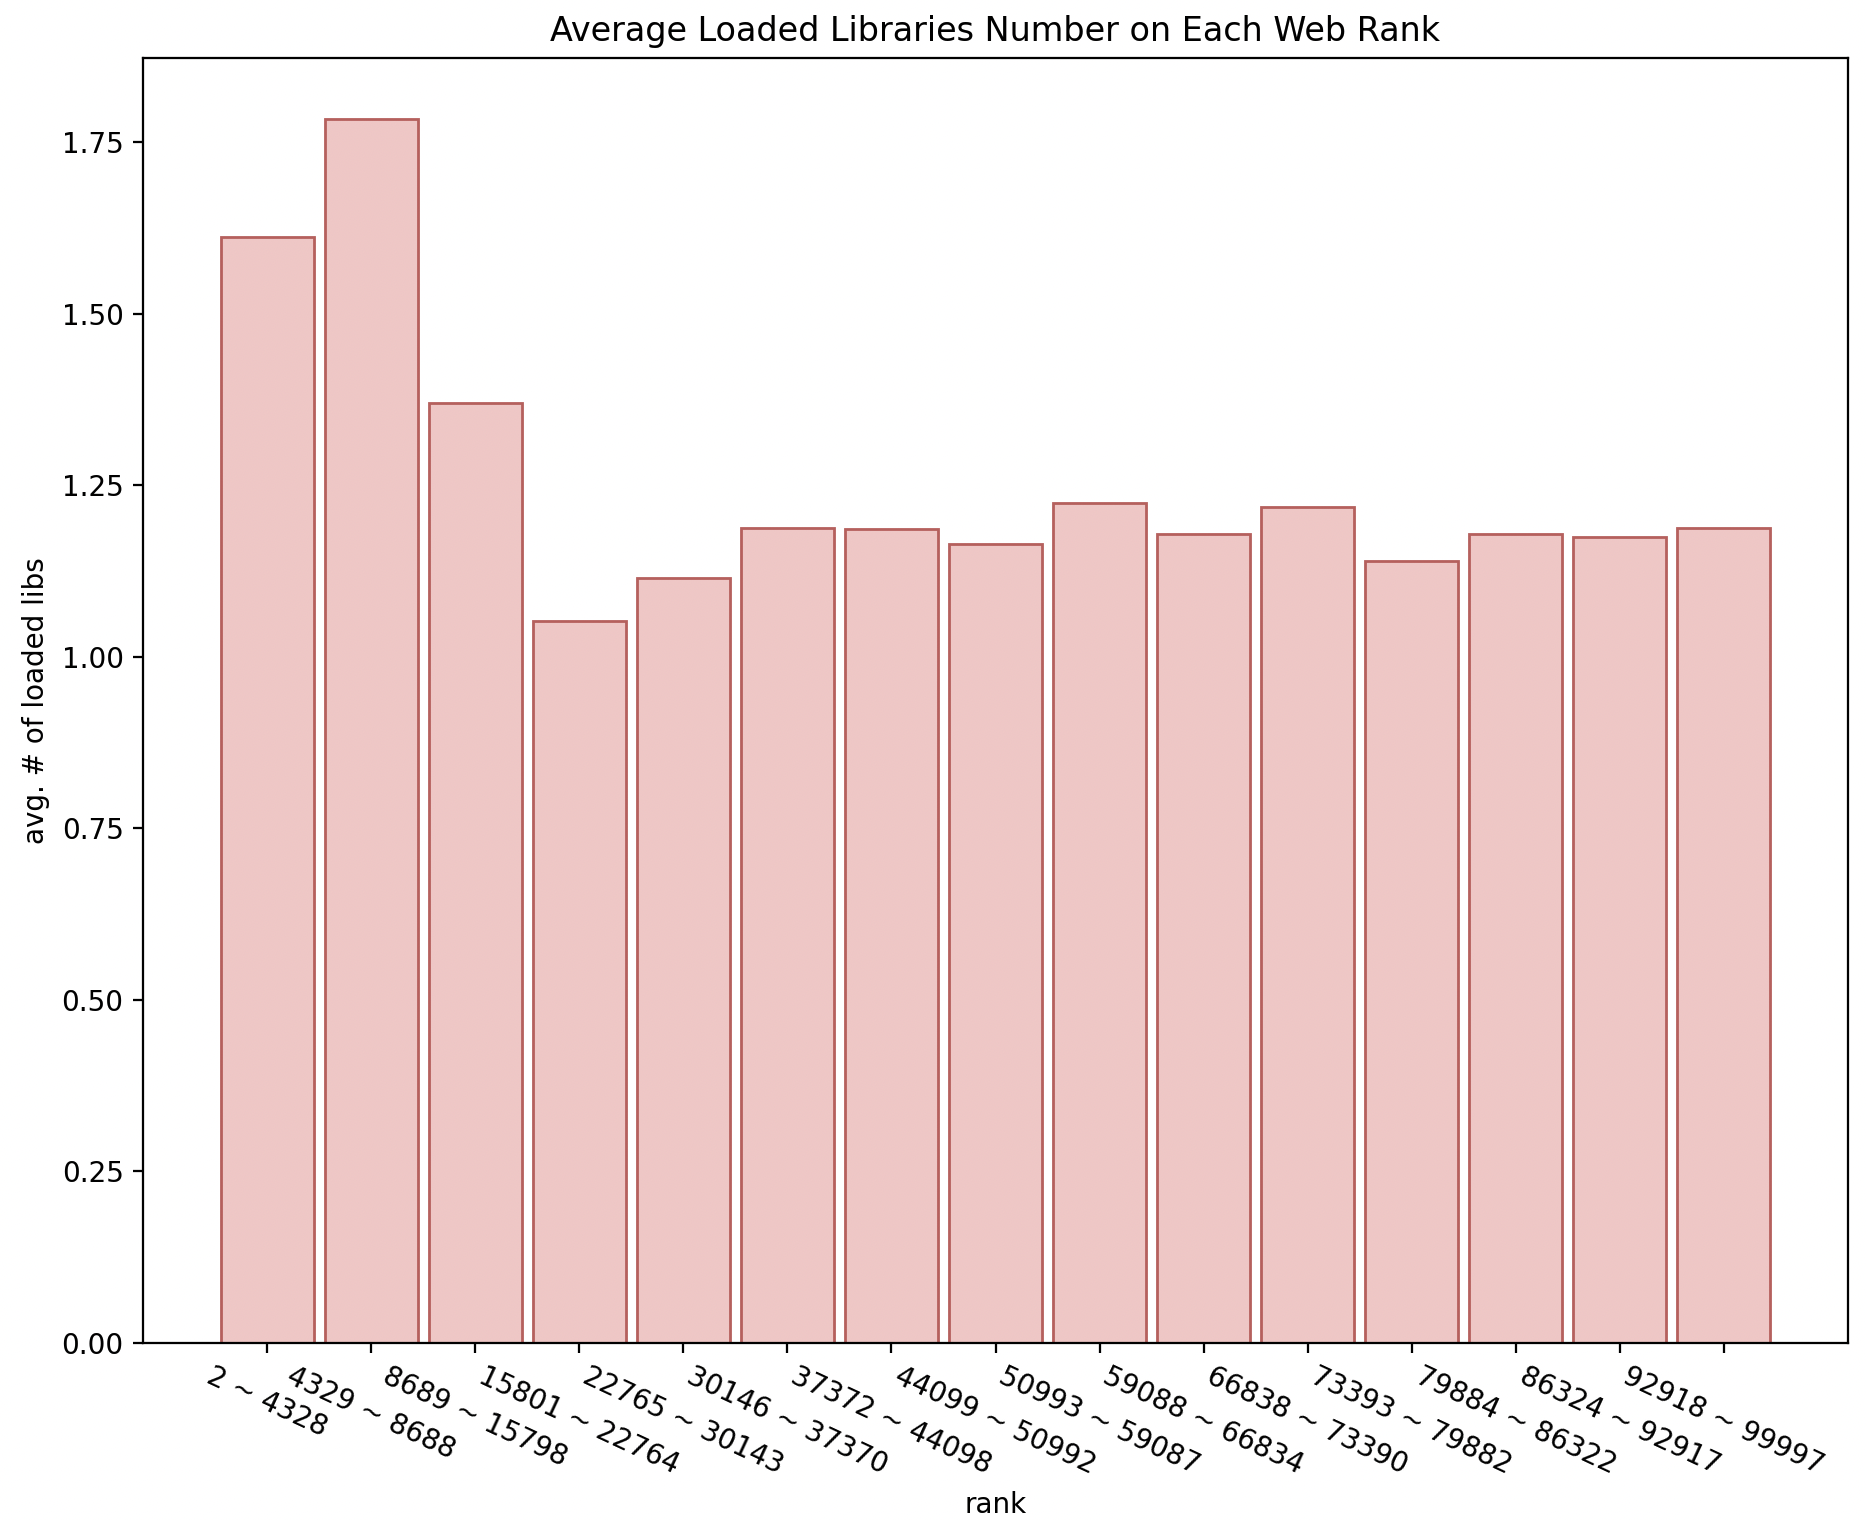 Average Loaded Libraries Number on Each Web Rank
avg. # of loaded libs
1.75
1.50
1.25
1.00
0.75
0.50
0.25
0.00
2 ~ 4328
4329 ~ 8688
8689 ~ 15798
15801 ~ 22764
22765 ~ 30143
30146 ~ 37370
37372 ~ 44098
44099 ~ 50992
50993 ~ 59087
59088 ~ 66834
66838 ~ 73390
73393 ~ 79882
79884 ~ 86322
86324 ~ 92917
92918 ~ 99997
rank